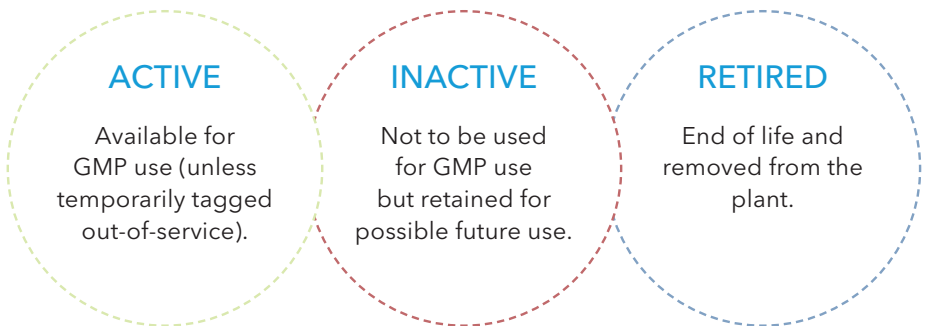 ACTIVE
Available for
GMP use (unless
temporarily tagged
out-of-service).
INACTIVE
Not to be used
for GMP use
but retained for
possible future use.
RETIRED
End of life and
removed from the
plant.